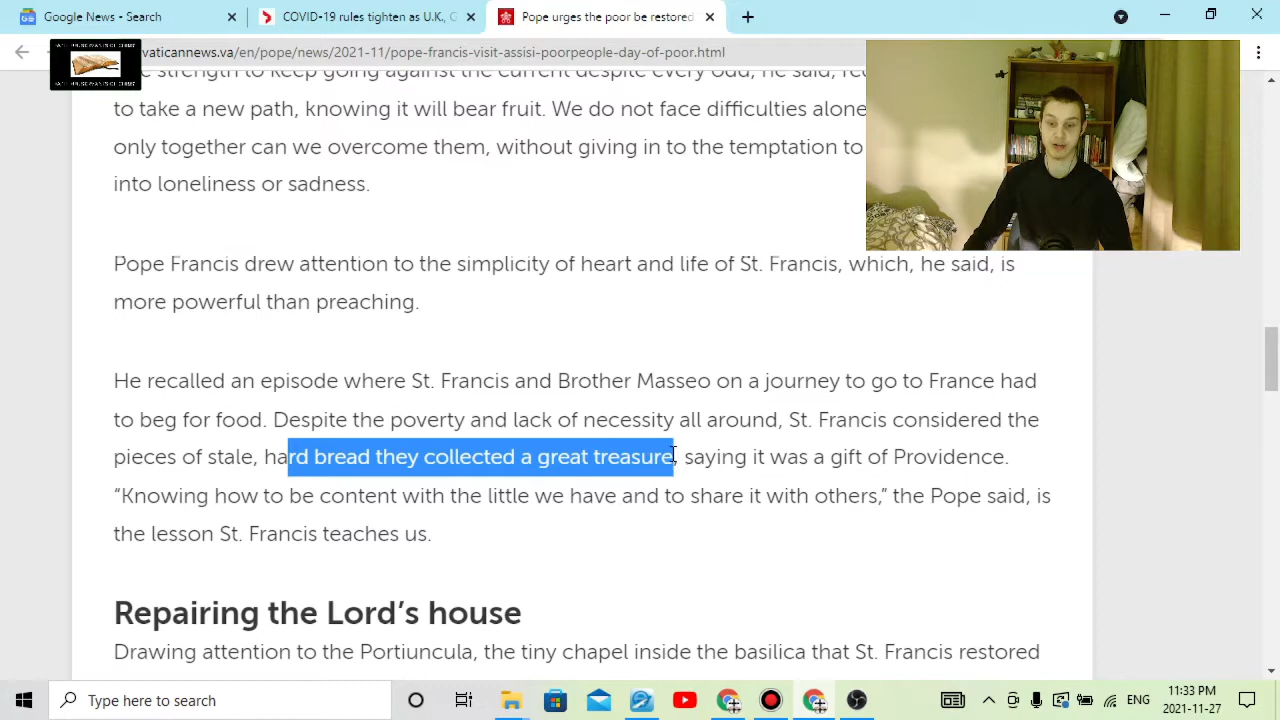 Google News
COVID-19 rules tighten as U.K., G
Pope urges the poor be restored
vaticannews.va/en/pope/news/2021-11/pope-francis-visit-assisi-poorpeople-day-of-poor.html
strength to keep going against the despite every odd,
to take a new path, knowing it will bear fruit. We do not face difficulties alone
only together can we overcome them, without giving in to the temptation to
into loneliness or sadness.
Pope Francis drew attention to the simplicity of heart and life of St. Francis, which, he said, is
more powerful than preaching.
He recalled an episode where St. Francis and Brother Masseo on a journey to go to France had
to beg for food. Despite the poverty and lack of necessity all around, St. Francis considered the
pieces of stale, hard bread they collected a great treasure, saying it was a gift of Providence.
“Knowing how to be content with the little we have and to share it with others,” the Pope said, is
the lesson St. Francis teaches us.
Repairing the Lord’s house
Drawing attention to the Portiuncula, the tiny chapel inside the basilica that St. Francis restored
Type here to search
ENG
11:33 PM
2021-11-27